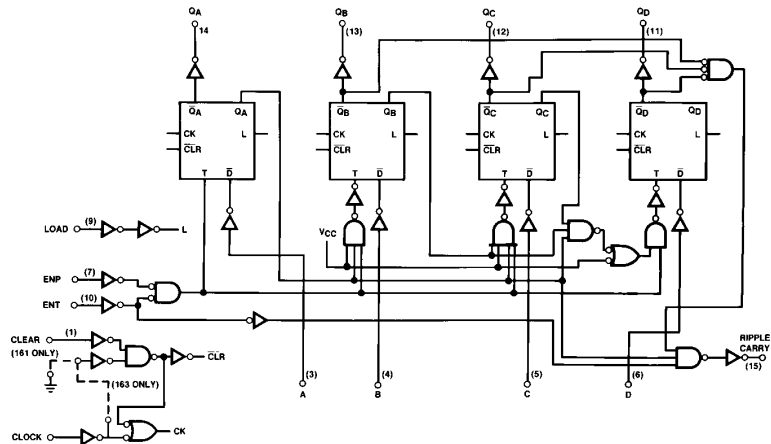 QA QB QC QD
14 (13) (12) (11)
Q̅A QA Q̅B QB Q̅C QC Q̅D QD
CK L CK L CK L CK L
C̅L̅R̅ C̅L̅R̅ C̅L̅R̅ C̅L̅R̅
T D̅ T D̅ T D̅ T D̅
LOAD (9) L
VCC
ENP (7)
ENT (10)
CLEAR (1)
(161 ONLY)
C̅L̅R̅
(163 ONLY)
CLOCK CK
(3) (4) (5) (6)
A B C D
RIPPLE
CARRY
(15)